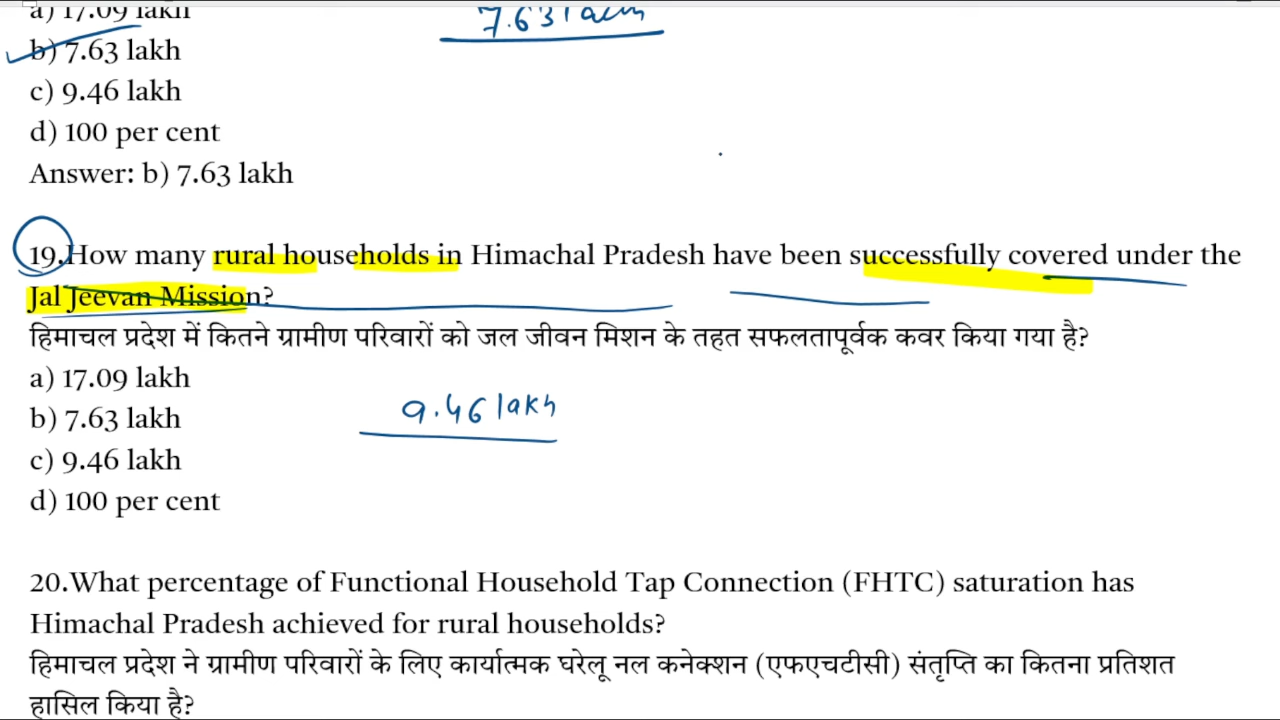 a) 17.09 lakh
7.63 lakh
b) 7.63 lakh
c) 9.46 lakh
d) 100 per cent
Answer: b) 7.63 lakh
19.How many rural households in Himachal Pradesh have been successfully covered under the
Jal Jeevan Mission?
हिमाचल प्रदेश में कितने ग्रामीण परिवारों को जल जीवन मिशन के तहत सफलतापूर्वक कवर किया गया है?
a) 17.09 lakh
9.46 lakh
b) 7.63 lakh
c) 9.46 lakh
d) 100 per cent
20.What percentage of Functional Household Tap Connection (FHTC) saturation has
Himachal Pradesh achieved for rural households?
हिमाचल प्रदेश ने ग्रामीण परिवारों के लिए कार्यात्मक घरेलू नल कनेक्शन (एफएचटीसी) संतृप्ति का कितना प्रतिशत
हासिल किया है?